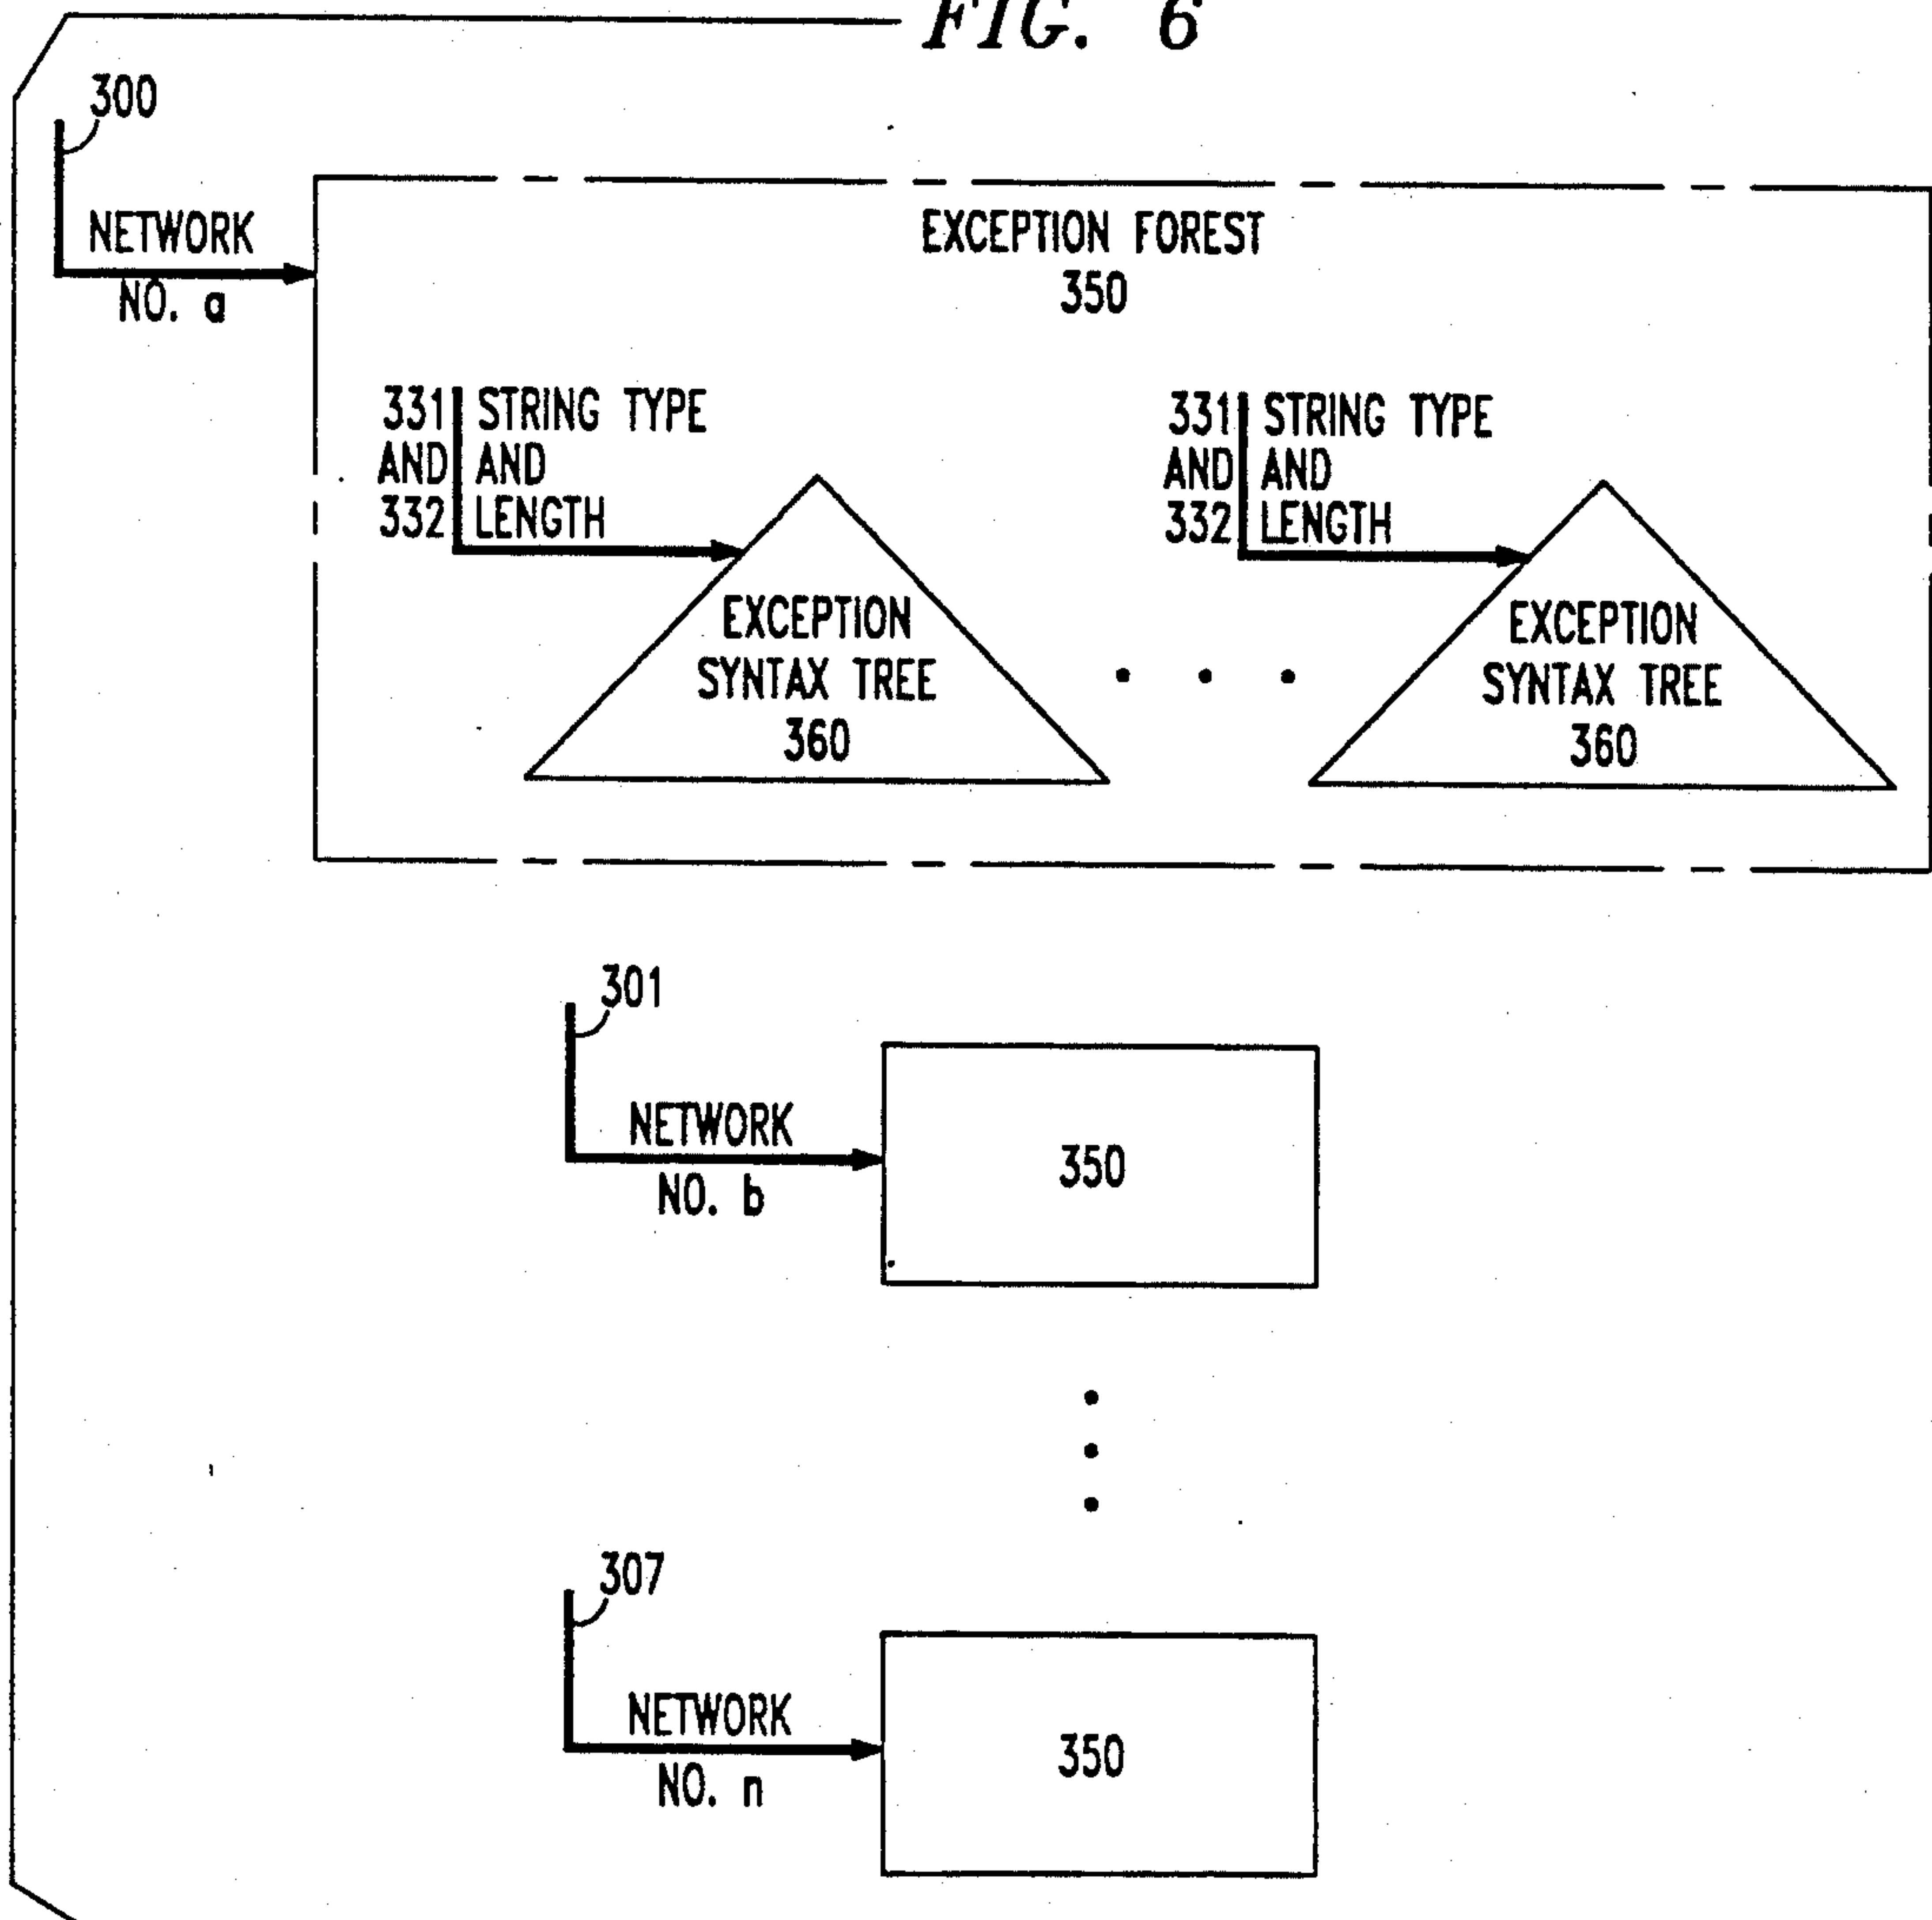 FIG. 6
300
NETWORK
NO. a
EXCEPTION FOREST
350
331 STRING TYPE
AND AND
332 LENGTH
EXCEPTION
SYNTAX TREE
360
331 STRING TYPE
AND AND
332 LENGTH
EXCEPTION
SYNTAX TREE
360
301
NETWORK
NO. b
350
307
NETWORK
NO. n
350